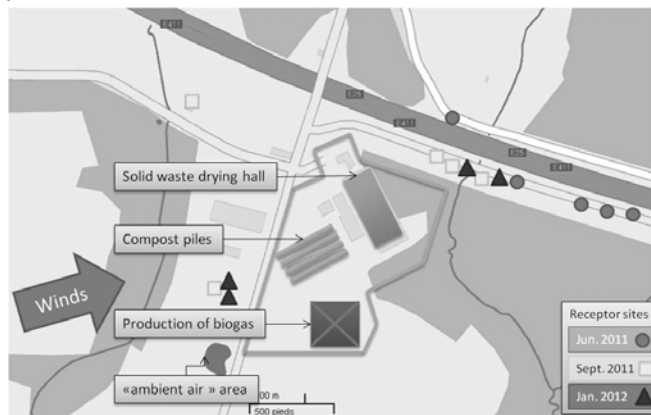 E411
E25
E411
E25
E411
Solid waste drying hall
Compost piles
Winds
Production of biogas
«ambient air » area
500 pieds
Receptor sites
Jun. 2011
Sept. 2011
Jan. 2012